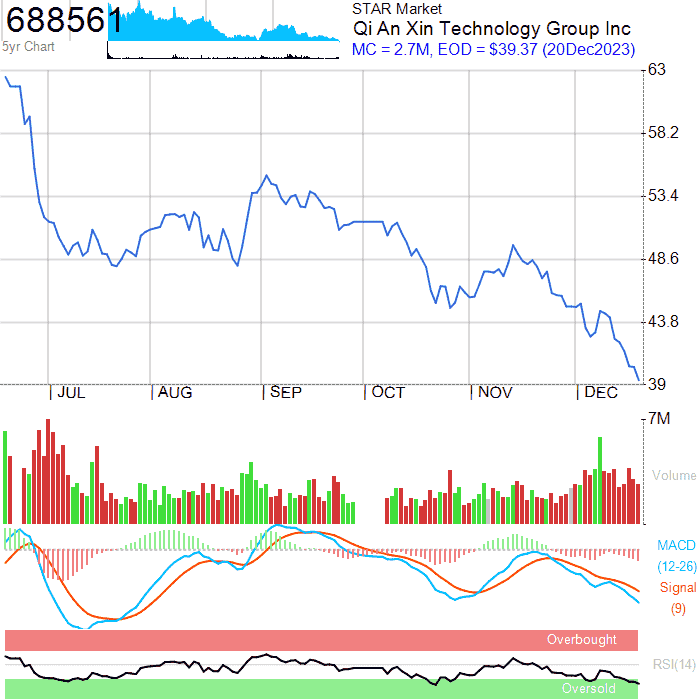 688561
5yr Chart
STAR Market
Qi An Xin Technology Group Inc
MC = 2.7M, EOD = $39.37 (20Dec2023)
63
58.2
53.4
48.6
43.8
39
JUL
AUG
SEP
OCT
NOV
DEC
7M
Volume
MACD
(12-26)
Signal
(9)
Overbought
RSI(14)
Oversold